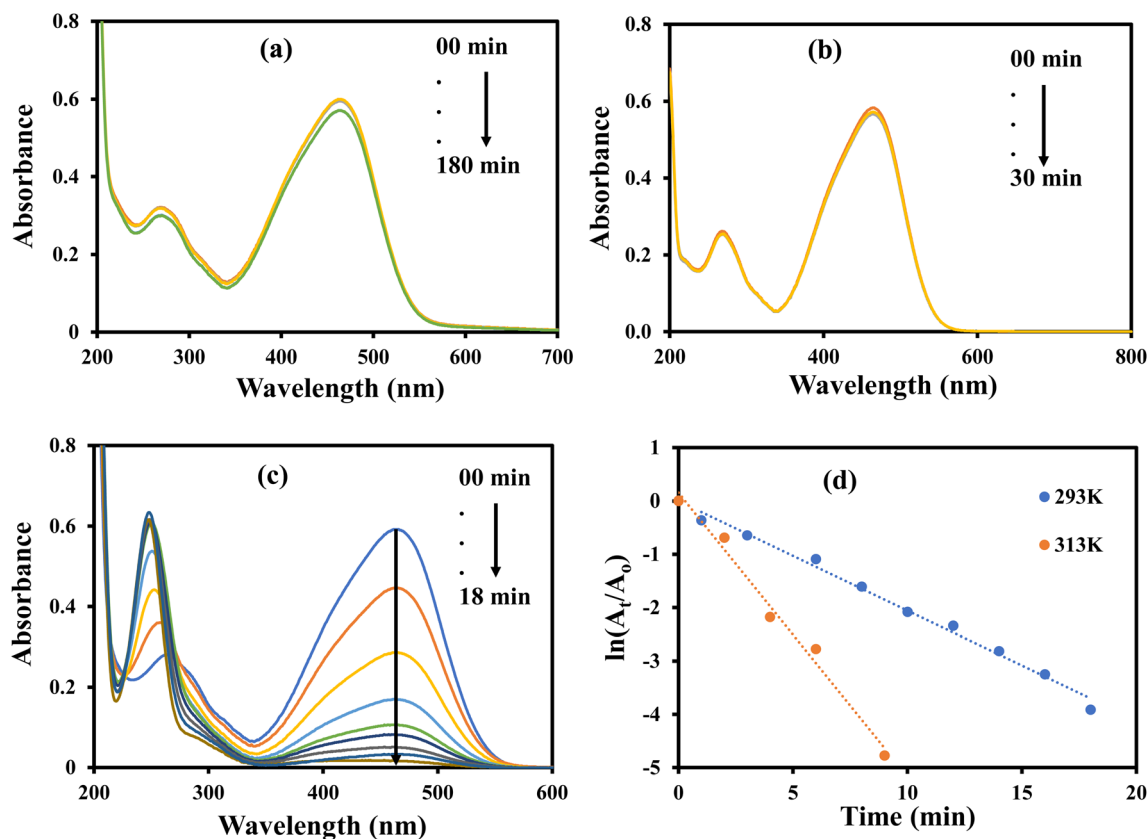 0.8
0.6
0.4
0.2
0
200
300
400
500
600
700
Absorbance
Wavelength (nm)
(a)
00 min
.
.
.
180 min
0.8
0.6
0.4
0.2
0.0
200
400
600
800
Absorbance
Wavelength (nm)
(b)
00 min
.
.
.
30 min
0.8
0.6
0.4
0.2
0
200
300
400
500
600
Absorbance
Wavelength (nm)
(c)
00 min
.
.
.
18 min
1
0
-1
-2
-3
-4
-5
0
5
10
15
20
ln(At/Ao)
Time (min)
(d)
293K
313K